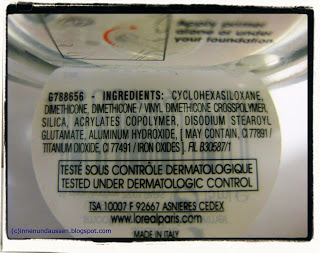 Apply primer
alone or under
your foundation
G788656 - INGREDIENTS: CYCLOHEXASILOXANE,
DIMETHICONE, DIMETHICONE / VINYL DIMETHICONE CROSSPOLYMER,
SILICA, ACRYLATES COPOLYMER, DISODIUM STEAROYL
GLUTAMATE, ALUMINUM HYDROXIDE, [ MAY CONTAIN, CI 77891 /
TITANIUM DIOXIDE, CI 77491 / IRON OXIDES ]. FIL B30587/1
TESTÉ SOUS CONTRÔLE DERMATOLOGIQUE
TESTED UNDER DERMATOLOGIC CONTROL
TSA 10007 F 92667 ASNIERES CEDEX
www.lorealparis.com
MADE IN ITALY
(c)innenundaussen.blogspot.com